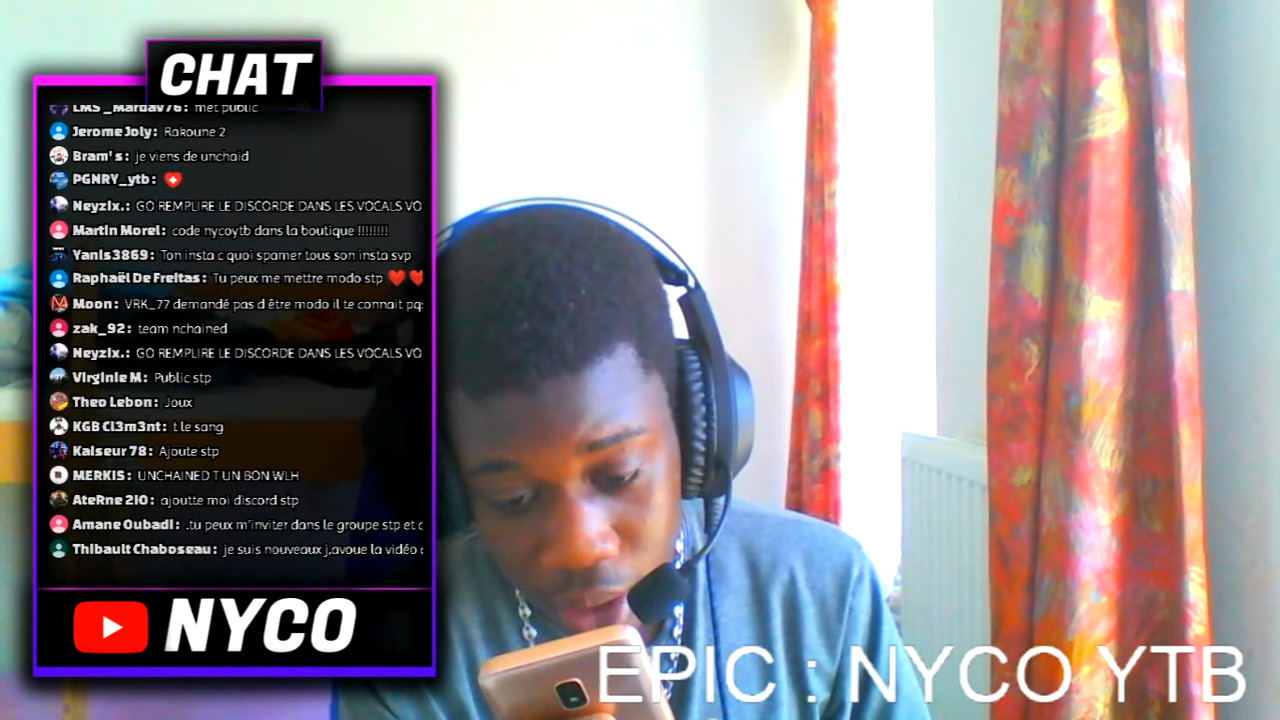 CHAT
LMS_Mardav76: met public
Jerome Joly: Rakoune 2
Bram's: je viens de unchaid
PGNRY_ytb:
Neyzix.: GO REMPLIRE LE DISCORDE DANS LES VOCALS VO
Martin Morel: code nycoytb dans la boutique !!!!!!!!
Yanis3869: Ton insta c quoi spamer tous son insta svp
Raphaël De Freitas: Tu peux me mettre modo stp
Moon: VRK_77 demandé pas d être modo il te connait
zak_92: team nchained
Neyzix.: GO REMPLIRE LE DISCORDE DANS LES VOCALS VO
Virginie M: Public stp
Theo Lebon: Joux
KGB Cl3m3nt: t le sang
Kaiseur 78: Ajoute stp
MERKIS: UNCHAINED T UN BON WLH
AteRne 2i0: ajoutte moi discord stp
Amane Oubadi: .tu peux m'inviter dans le groupe stp et
Thibault Chaboseau: je suis nouveaux j,avoue la vidéo
NYCO
EPIC : NYCO YTB